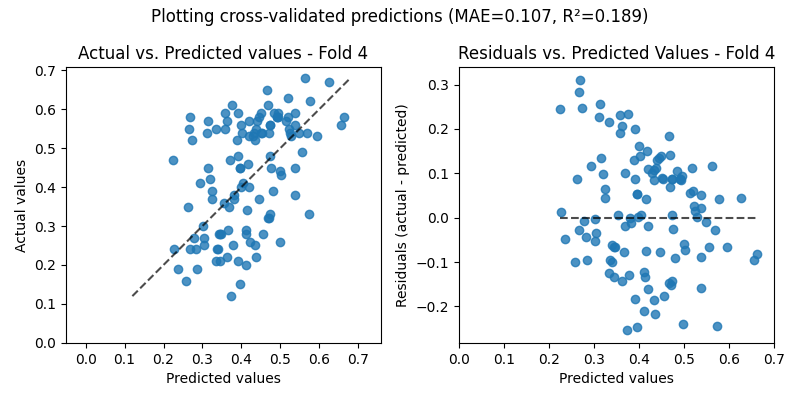 Plotting cross-validated predictions (MAE=0.107, R²=0.189)
Actual vs. Predicted values - Fold 4
Residuals vs. Predicted Values - Fold 4
0.7
0.6
0.5
0.4
0.3
0.2
0.1
0.0
Actual values
0.0 0.1 0.2 0.3 0.4 0.5 0.6 0.7
Predicted values
0.3
0.2
0.1
0.0
−0.1
−0.2
Residuals (actual - predicted)
0.0 0.1 0.2 0.3 0.4 0.5 0.6 0.7
Predicted values